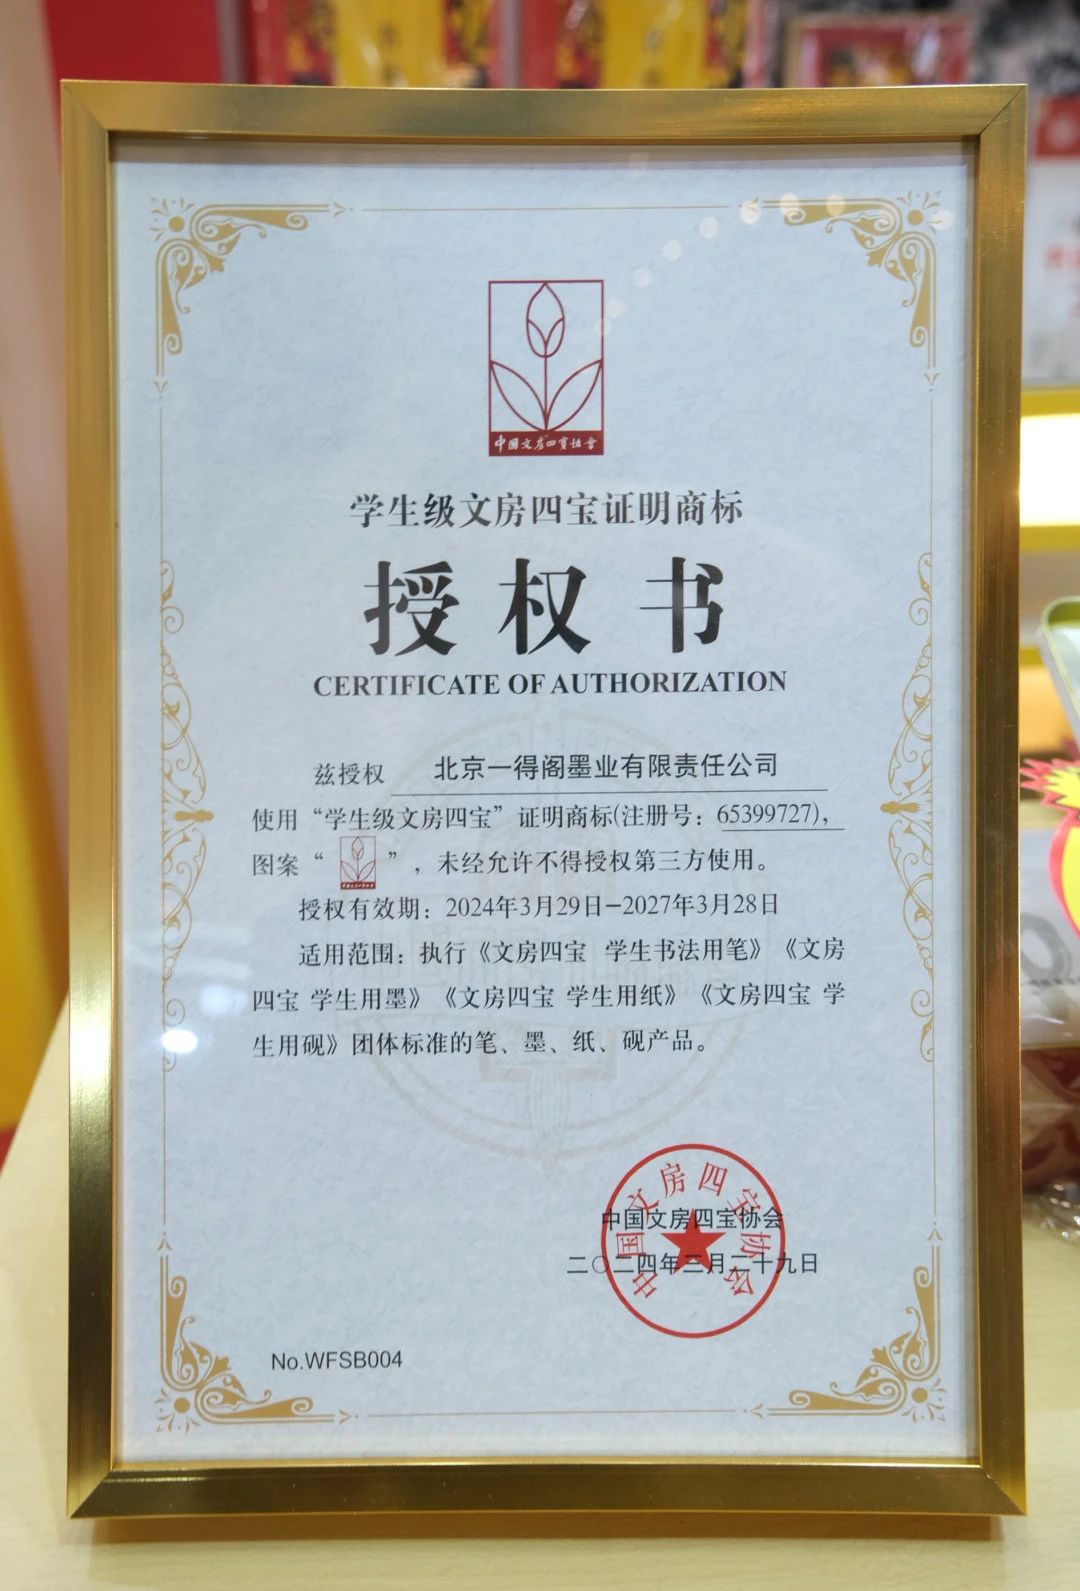 中国文房四宝协会
学生级文房四宝证明商标
授权书
CERTIFICATE OF AUTHORIZATION
兹授权 北京一得阁墨业有限责任公司
使用“学生级文房四宝”证明商标(注册号：65399727)，
图案“ ”，未经允许不得授权第三方使用。
授权有效期：2024年3月29日-2027年3月28日
适用范围：执行《文房四宝 学生书法用笔》《文房
四宝 学生用墨》《文房四宝 学生用纸》《文房四宝 学
生用砚》团体标准的笔、墨、纸、砚产品。
中国文房四宝协会
中国文房四宝协会
二〇二四年三月二十九日
No.WFSB004